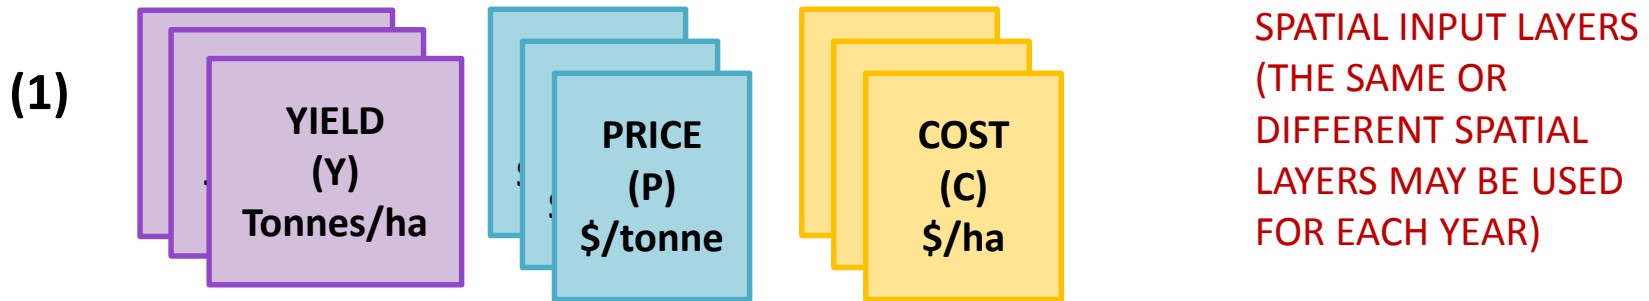 (1)
YIELD
(Y)
Tonnes/ha
PRICE
(P)
$/tonne
COST
(C)
$/ha
SPATIAL INPUT LAYERS
(THE SAME OR
DIFFERENT SPATIAL
LAYERS MAY BE USED
FOR EACH YEAR)